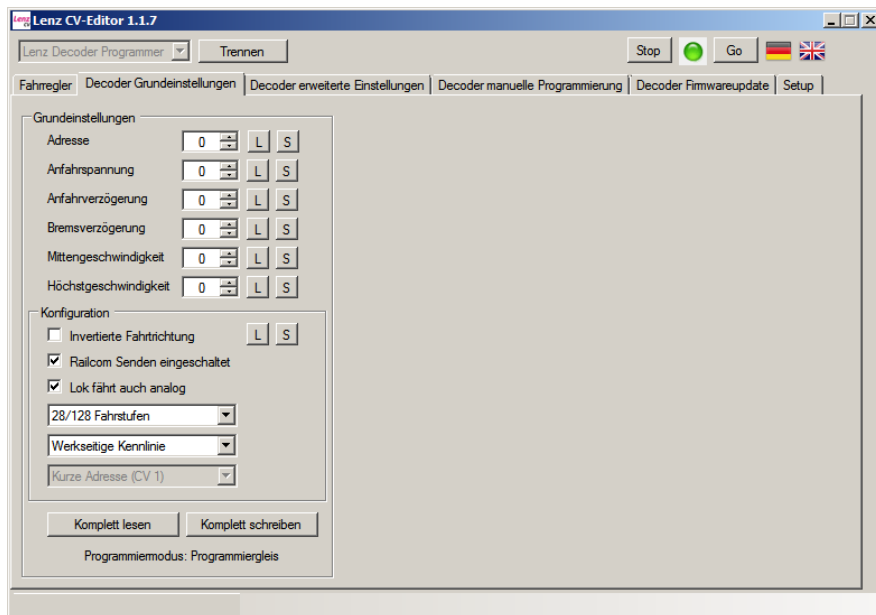 Lenz CV-Editor 1.1.7
Lenz Decoder Programmer Trennen Stop Go
Fahrregler Decoder Grundeinstellungen Decoder erweiterte Einstellungen Decoder manuelle Programmierung Decoder Firmwareupdate Setup
Grundeinstellungen
Adresse 0 L S
Anfahrspannung 0 L S
Anfahrverzögerung 0 L S
Bremsverzögerung 0 L S
Mittengeschwindigkeit 0 L S
Höchstgeschwindigkeit 0 L S
Konfiguration
Invertierte Fahrtrichtung L S
Railcom Senden eingeschaltet
Lok fährt auch analog
28/128 Fahrstufen
Werkseitige Kennlinie
Kurze Adresse (CV 1)
Komplett lesen Komplett schreiben
Programmiermodus: Programmiergleis